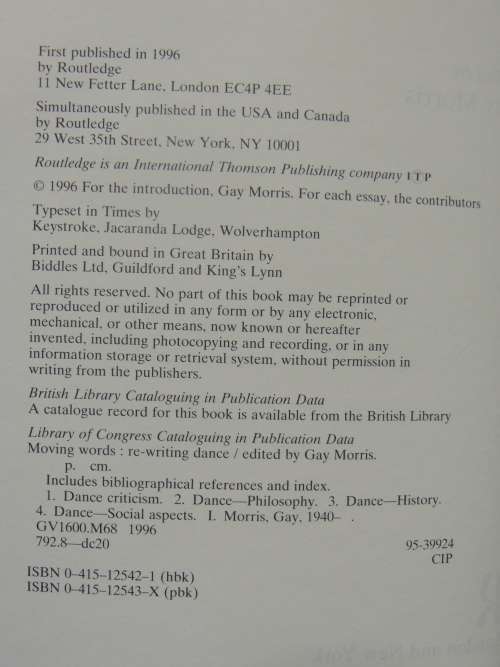 First published in 1996
by Routledge
11 New Fetter Lane, London EC4P 4EE
Simultaneously published in the USA and Canada
by Routledge
29 West 35th Street, New York, NY 10001
Routledge is an International Thomson Publishing company I T P
© 1996 For the introduction, Gay Morris. For each essay, the contributors
Typeset in Times by
Keystroke, Jacaranda Lodge, Wolverhampton
Printed and bound in Great Britain by
Biddles Ltd, Guildford and King's Lynn
All rights reserved. No part of this book may be reprinted or
reproduced or utilized in any form or by any electronic,
mechanical, or other means, now known or hereafter
invented, including photocopying and recording, or in any
information storage or retrieval system, without permission in
writing from the publishers.
British Library Cataloguing in Publication Data
A catalogue record for this book is available from the British Library
Library of Congress Cataloguing in Publication Data
Moving words : re-writing dance / edited by Gay Morris.
p. cm.
Includes bibliographical references and index.
1. Dance criticism. 2. Dance—Philosophy. 3. Dance—History.
4. Dance—Social aspects. I. Morris, Gay, 1940– .
GV1600.M68 1996
792.8—dc20 95-39924
CIP
ISBN 0–415–12542–1 (hbk)
ISBN 0–415–12543–X (pbk)